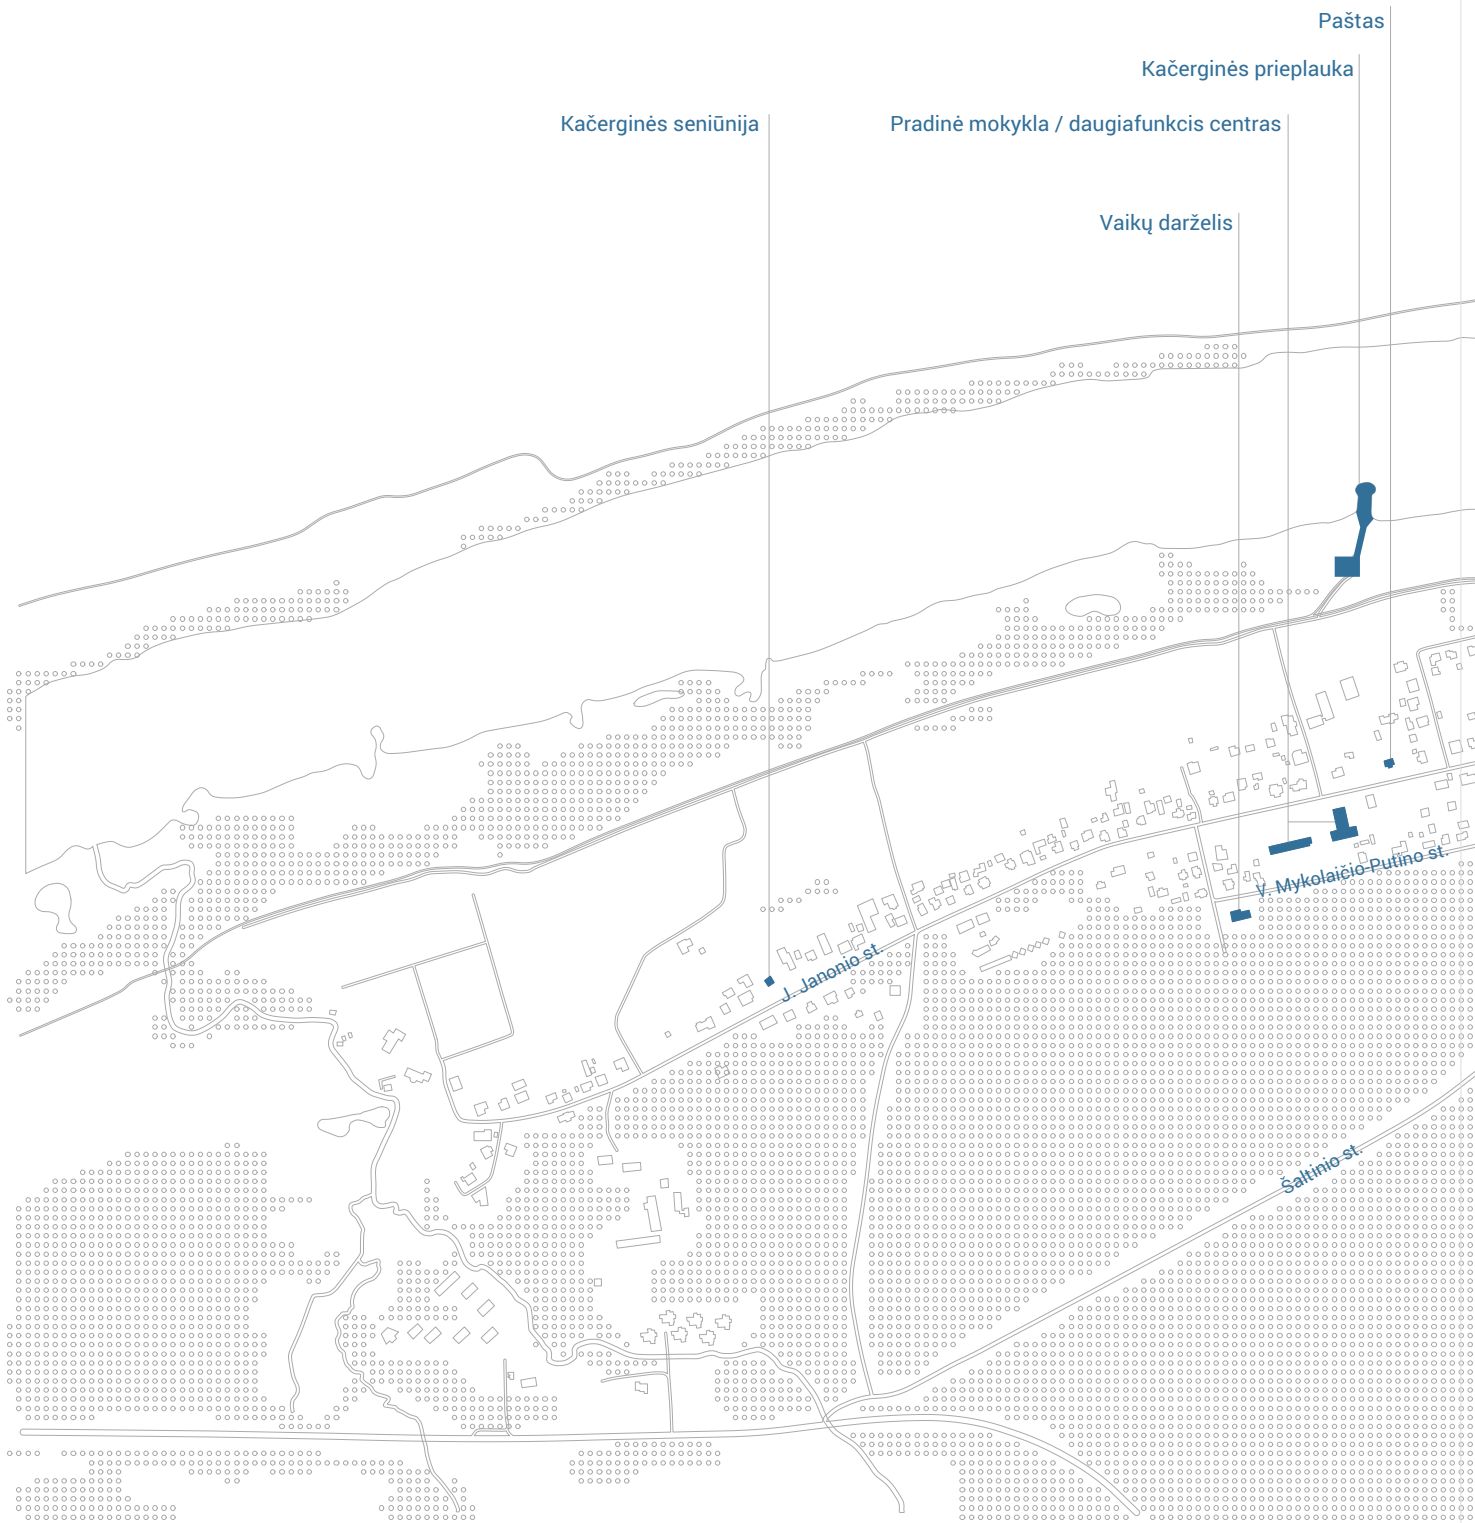 Paštas
Kačerginės prieplauka
Kačerginės seniūnija
Pradinė mokykla / daugiafunkcis centras
Vaikų darželis
V. Mykolaičio-Putino st.
J. Janonio st.
Šaltinio st.